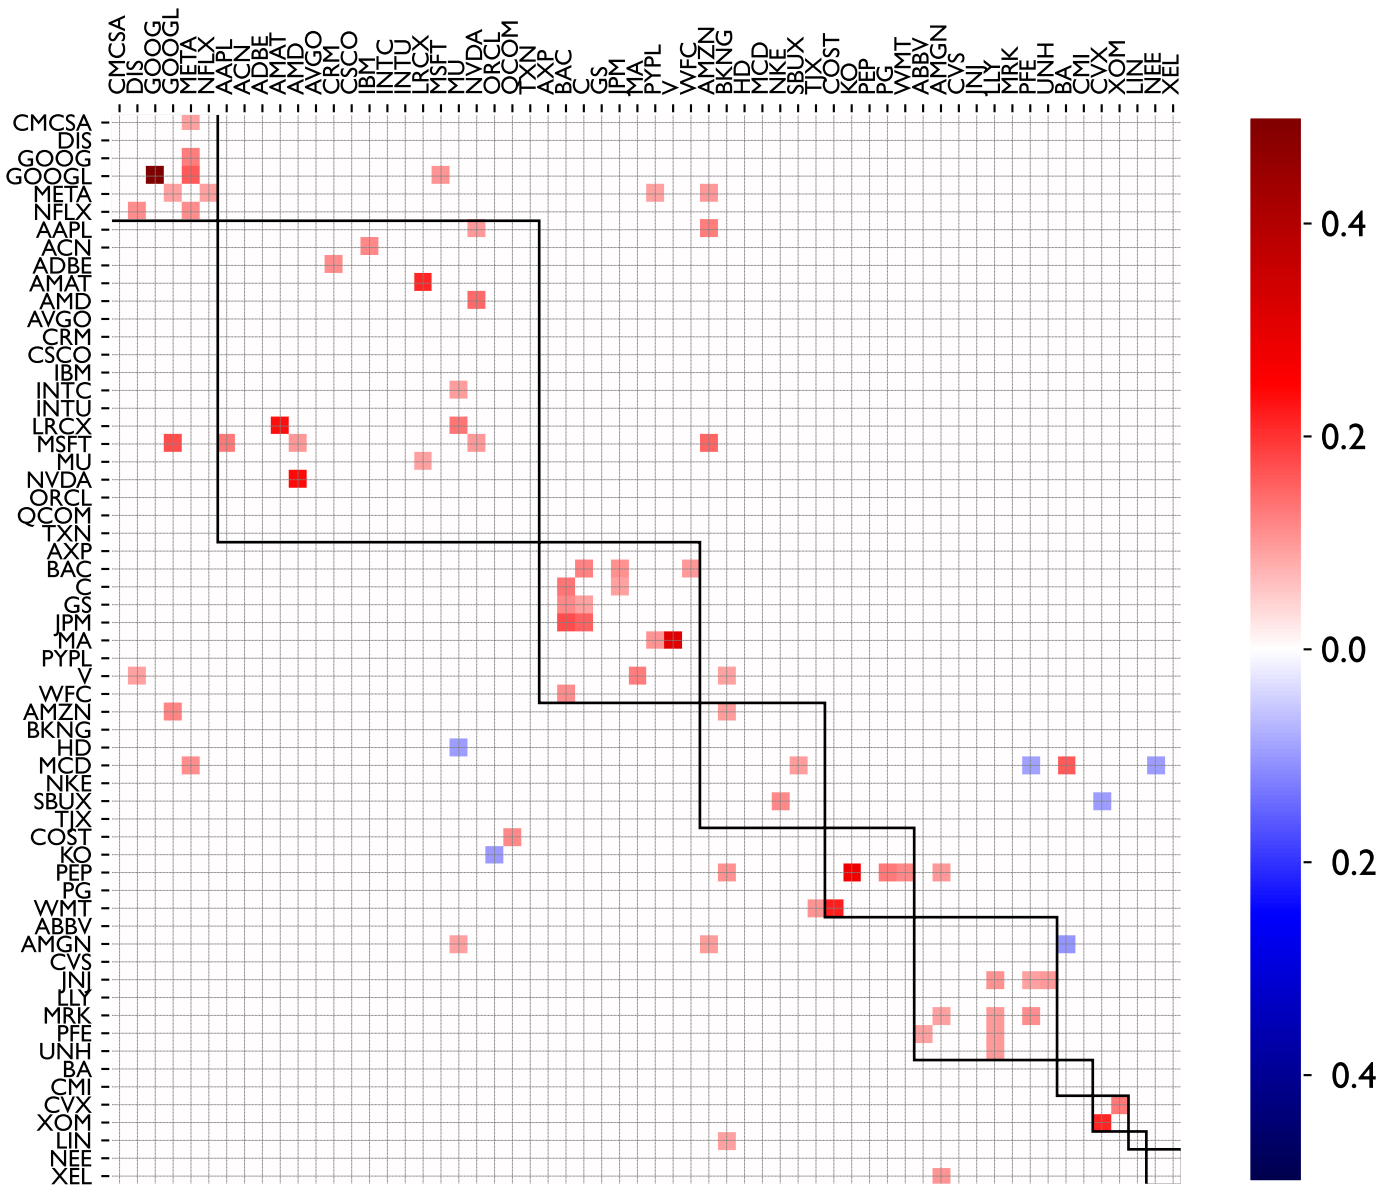 CMCSA
DIS
GOOG
GOOGL
META
NFLX
AAPL
ACN
ADBE
AMAT
AMD
AVGO
CRM
CSCO
IBM
INTC
INTU
LRCX
MSFT
MU
NVDA
ORCL
QCOM
TXN
AXP
BAC
C
GS
JPM
MA
PYPL
V
WFC
AMZN
BKNG
HD
MCD
NKE
SBUX
TJX
COST
KO
PEP
PG
WMT
ABBV
AMGN
CVS
JNJ
LLY
MRK
PFE
UNH
BA
CMI
CVX
XOM
LIN
NEE
XEL
CMCSA
DIS
GOOG
GOOGL
META
NFLX
AAPL
ACN
ADBE
AMAT
AMD
AVGO
CRM
CSCO
IBM
INTC
INTU
LRCX
MSFT
MU
NVDA
ORCL
QCOM
TXN
AXP
BAC
C
GS
JPM
MA
PYPL
V
WFC
AMZN
BKNG
HD
MCD
NKE
SBUX
TJX
COST
KO
PEP
PG
WMT
ABBV
AMGN
CVS
JNJ
LLY
MRK
PFE
UNH
BA
CMI
CVX
XOM
LIN
NEE
XEL
0.4
0.2
0.0
0.2
0.4